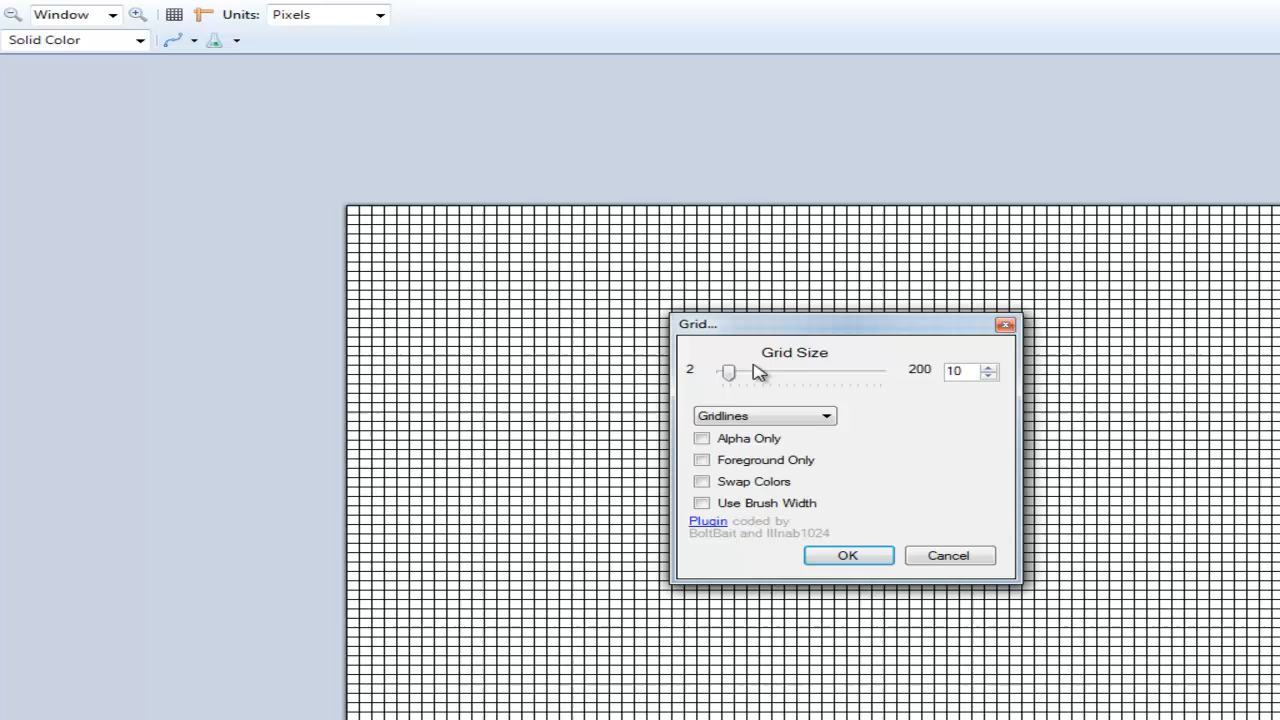 Window Units: Pixels
Solid Color
Grid...
Grid Size
2 200 10
Gridlines
Alpha Only
Foreground Only
Swap Colors
Use Brush Width
Plugin coded by
BoltBait and Illnab1024
OK Cancel